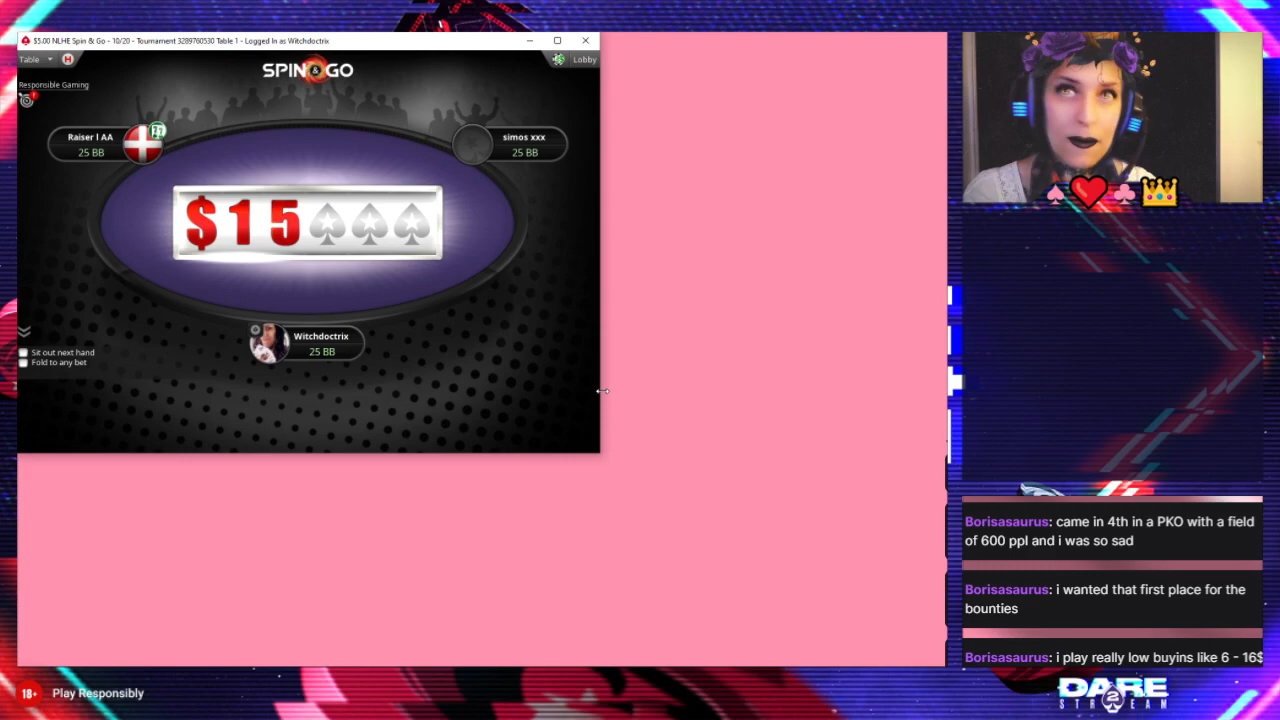 $5.00 NLHE Spin & Go - 10/20 - Tournament 3289760530 Table 1 - Logged In as Witchdoctrix
Table
H
SPIN&GO
Lobby
Responsible Gaming
Raiser l AA
25 BB
simos xxx
25 BB
$15
Witchdoctrix
25 BB
Sit out next hand
Fold to any bet
Borisasaurus: came in 4th in a PKO with a field
of 600 ppl and i was so sad
Borisasaurus: i wanted that first place for the
bounties
Borisasaurus: i play really low buyins like 6 - 16$
18+ Play Responsibly
DARE
2
STREAM